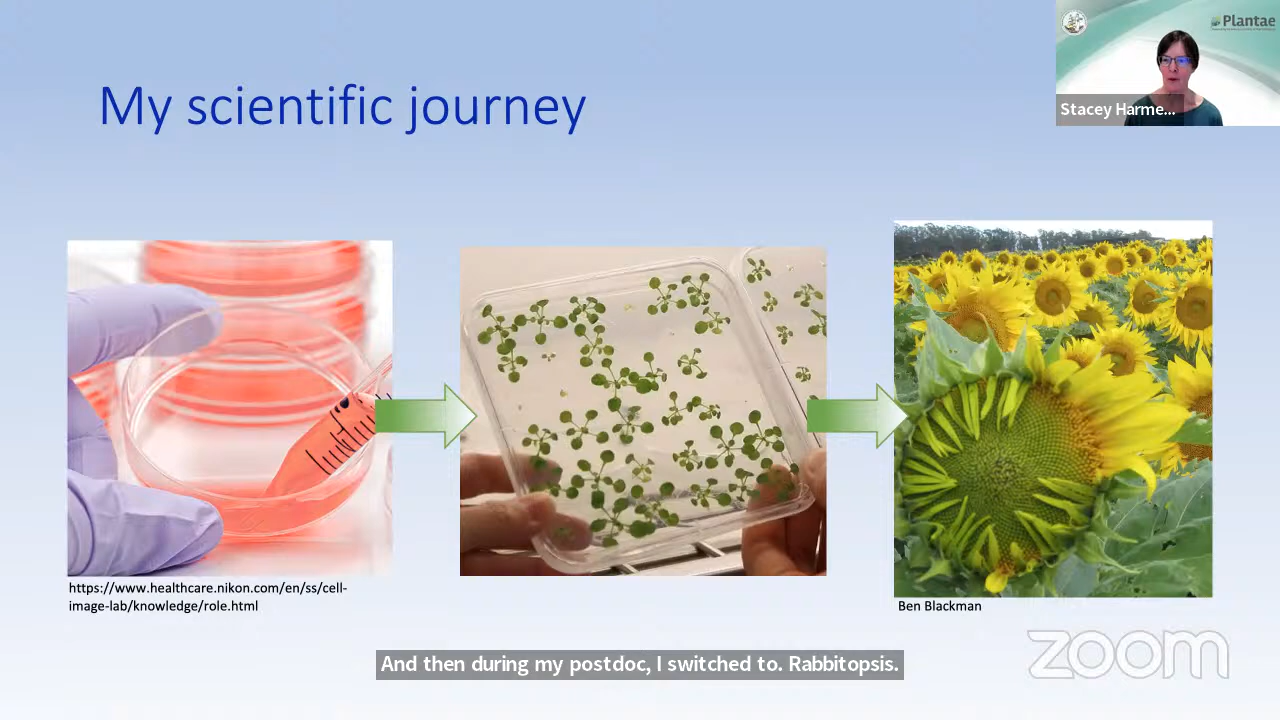 Plantae
Stacey Harme...
My scientific journey
https://www.healthcare.nikon.com/en/ss/cell-
image-lab/knowledge/role.html
Ben Blackman
And then during my postdoc, I switched to. Rabbitopsis.
zoom